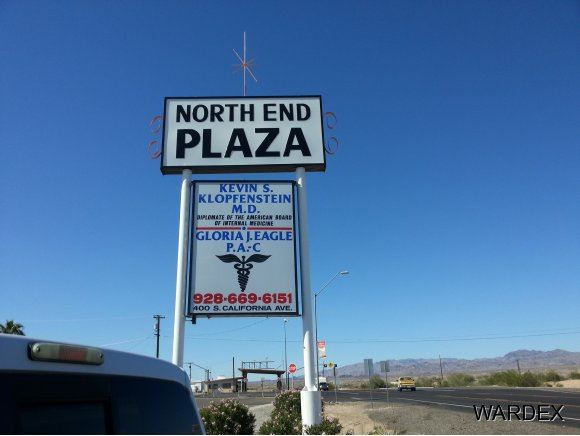 NORTH END
PLAZA
KEVIN S.
KLOPFENSTEIN
M.D.
DIPLOMATE OF THE AMERICAN BOARD
OF INTERNAL MEDICINE
GLORIA J. EAGLE
P.A.-C
928-669-6151
400 S. CALIFORNIA AVE.
WARDEX